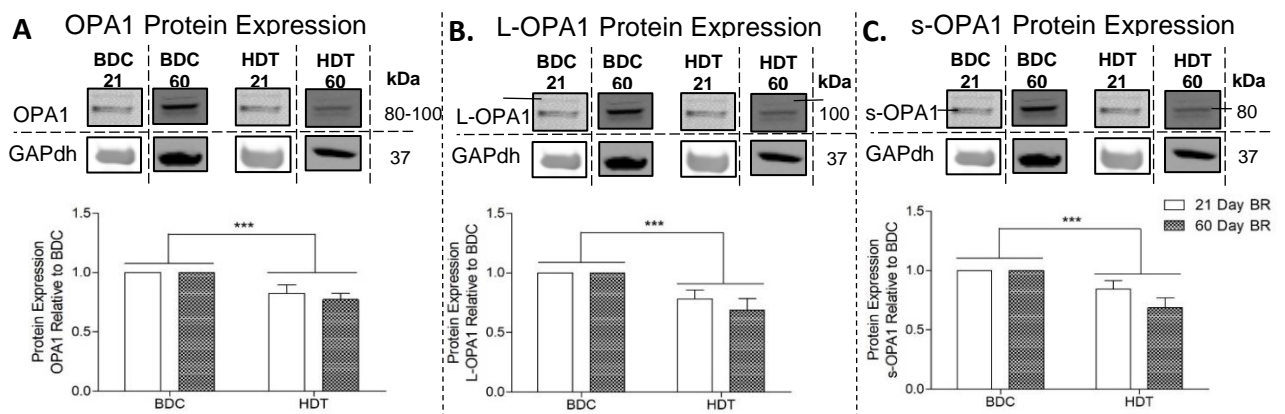 A OPA1 Protein Expression
BDC 21 BDC 60 HDT 21 HDT 60 kDa
OPA1 80-100
GAPdh 37
Protein Expression
OPA1 Relative to BDC
1.5
1.0
0.5
0.0
***
BDC HDT
B. L-OPA1 Protein Expression
BDC 21 BDC 60 HDT 21 HDT 60 kDa
L-OPA1 100
GAPdh 37
Protein Expression
L-OPA1 Relative to BDC
1.5
1.0
0.5
0.0
***
BDC HDT
C. s-OPA1 Protein Expression
BDC 21 BDC 60 HDT 21 HDT 60 kDa
s-OPA1 80
GAPdh 37
21 Day BR
60 Day BR
Protein Expression
s-OPA1 Relative to BDC
1.5
1.0
0.5
0.0
***
BDC HDT